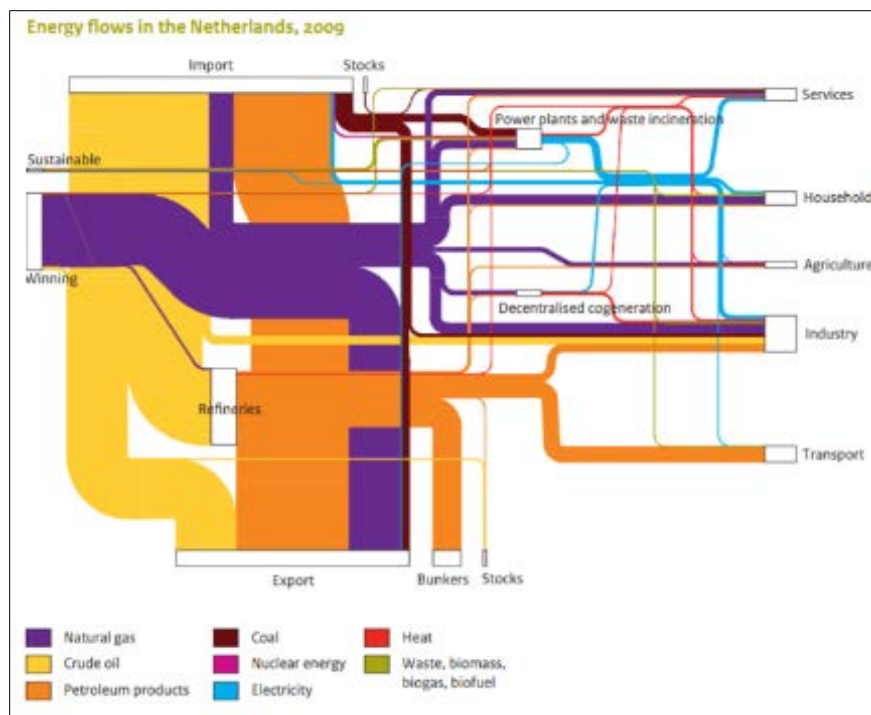 Energy flows in the Netherlands, 2009
Import
Stocks
Services
Power plants and waste incineration
Sustainable
Household
Winning
Agriculture
Decentralised cogeneration
Industry
Refineries
Transport
Export
Bunkers
Stocks
Natural gas
Coal
Heat
Crude oil
Nuclear energy
Waste, biomass,
biogas, biofuel
Petroleum products
Electricity